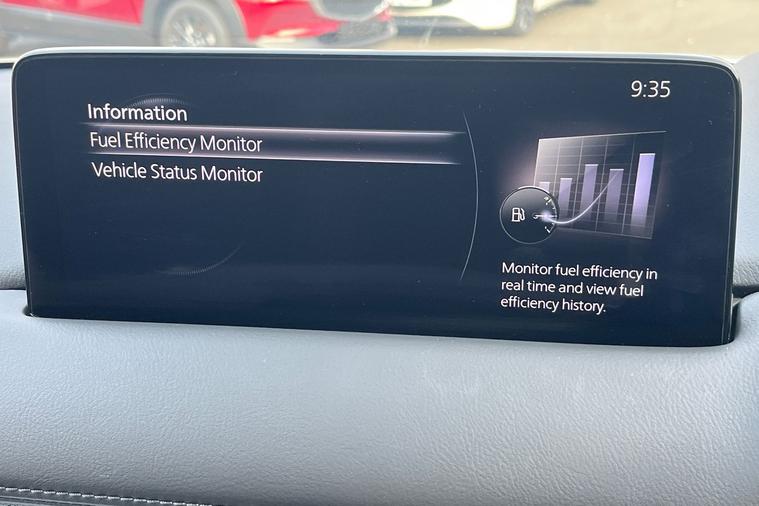 9:35
Information
Fuel Efficiency Monitor
Vehicle Status Monitor
Monitor fuel efficiency in
real time and view fuel
efficiency history.